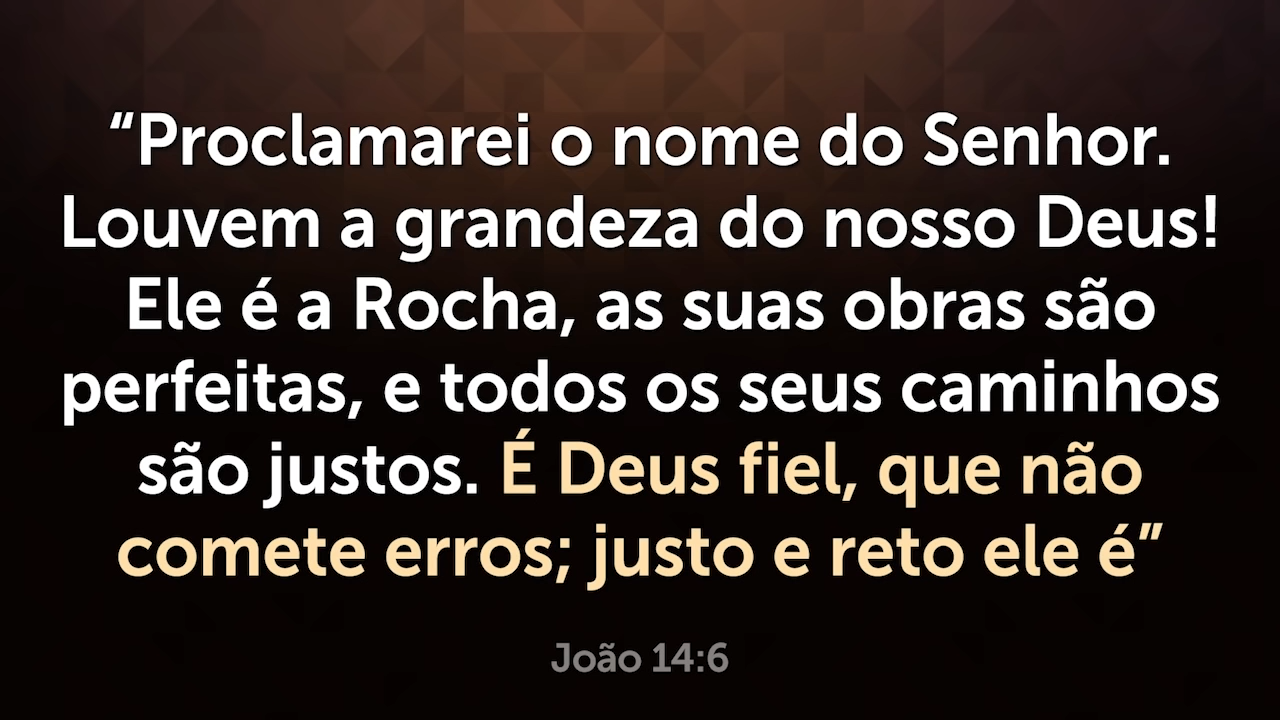 “Proclamarei o nome do Senhor.
Louvem a grandeza do nosso Deus!
Ele é a Rocha, as suas obras são
perfeitas, e todos os seus caminhos
são justos. É Deus fiel, que não
comete erros; justo e reto ele é”
João 14:6